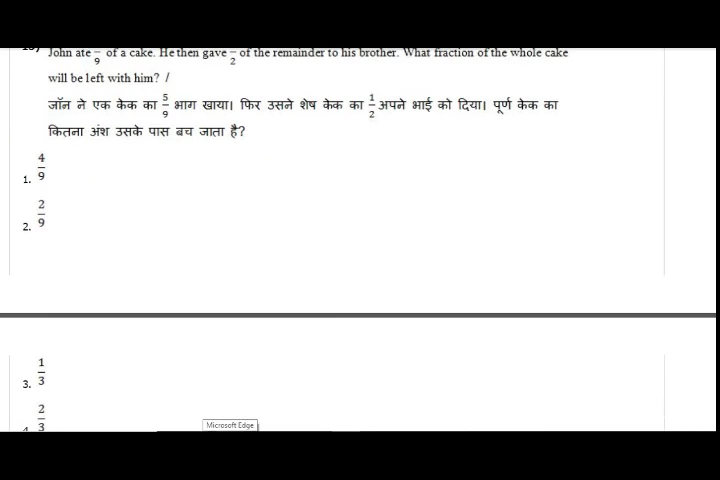 John ate –/9 of a cake. He then gave –/2 of the remainder to his brother. What fraction of the whole cake
will be left with him? /
जॉन ने एक केक का 5/9 भाग खाया। फिर उसने शेष केक का 1/2 अपने भाई को दिया। पूर्ण केक का
कितना अंश उसके पास बच जाता है?
1. 4/9
2. 2/9
3. 1/3
2/3
Microsoft Edge